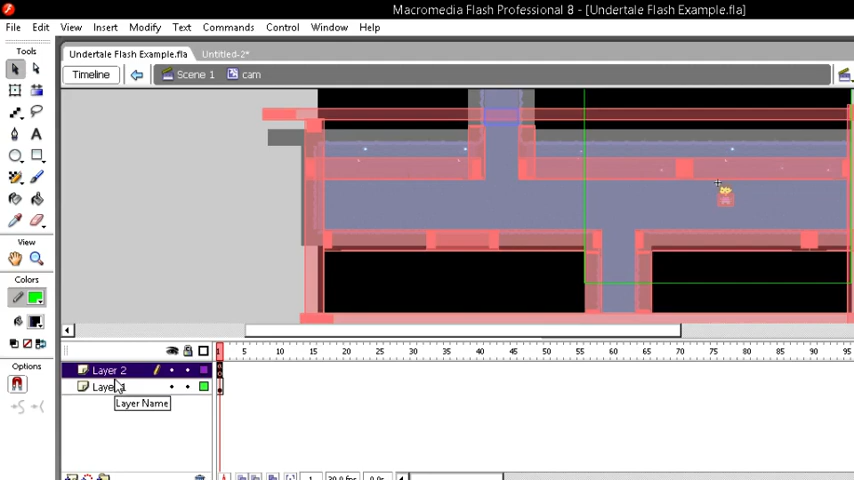 Macromedia Flash Professional 8 - [Undertale Flash Example.fla]
File Edit View Insert Modify Text Commands Control Window Help
Tools
Undertale Flash Example.fla Untitled-2*
Timeline Scene 1 cam
View
Colors
Options
1 5 10 15 20 25 30 35 40 45 50 55 60 65 70 75 80 85 90 95
Layer 2
Layer 1
Layer Name
1 0.0s